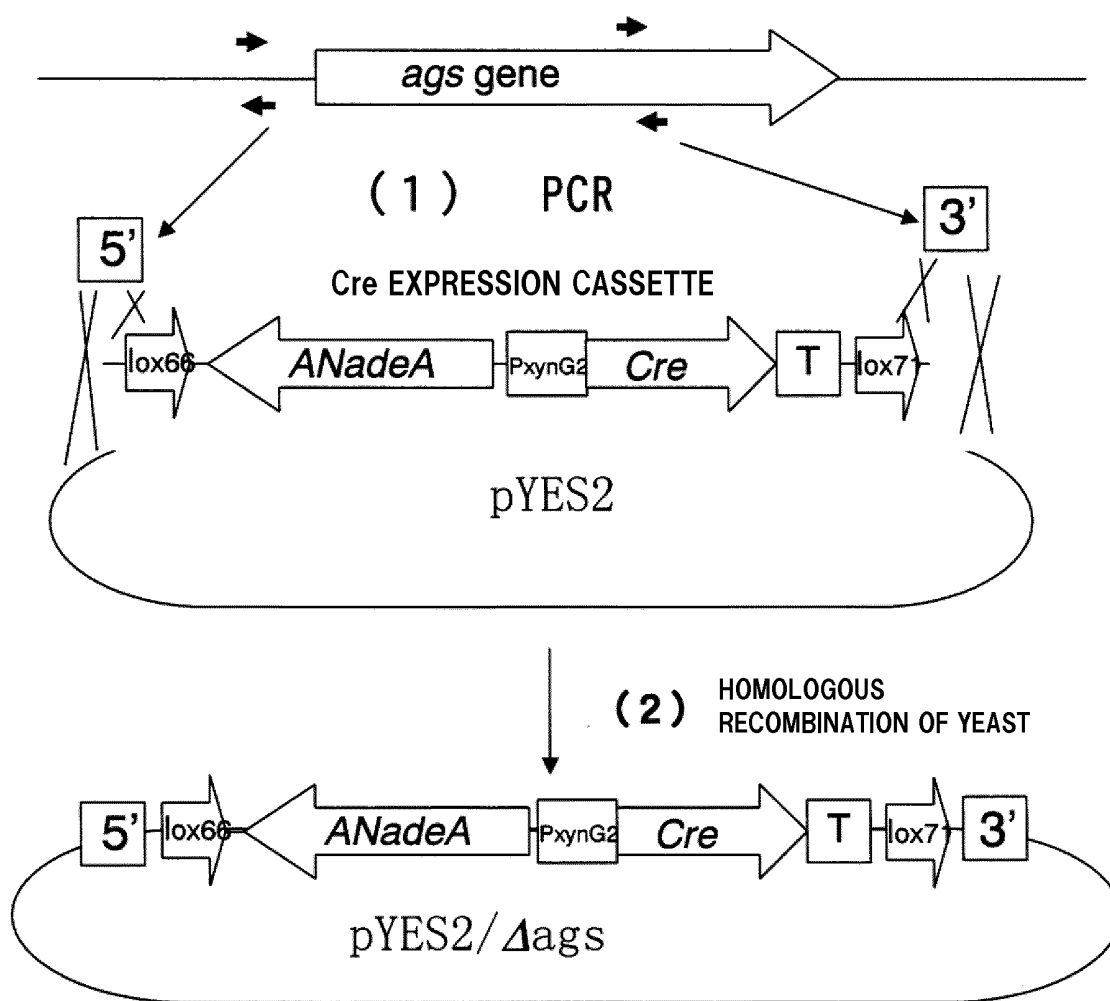 ags gene
(1) PCR
5'
3'
Cre EXPRESSION CASSETTE
lox66 ANadeA PxynG2 Cre T lox71
pYES2
(2) HOMOLOGOUS
RECOMBINATION OF YEAST
5' lox66 ANadeA PxynG2 Cre T lox71 3'
pYES2/Δags